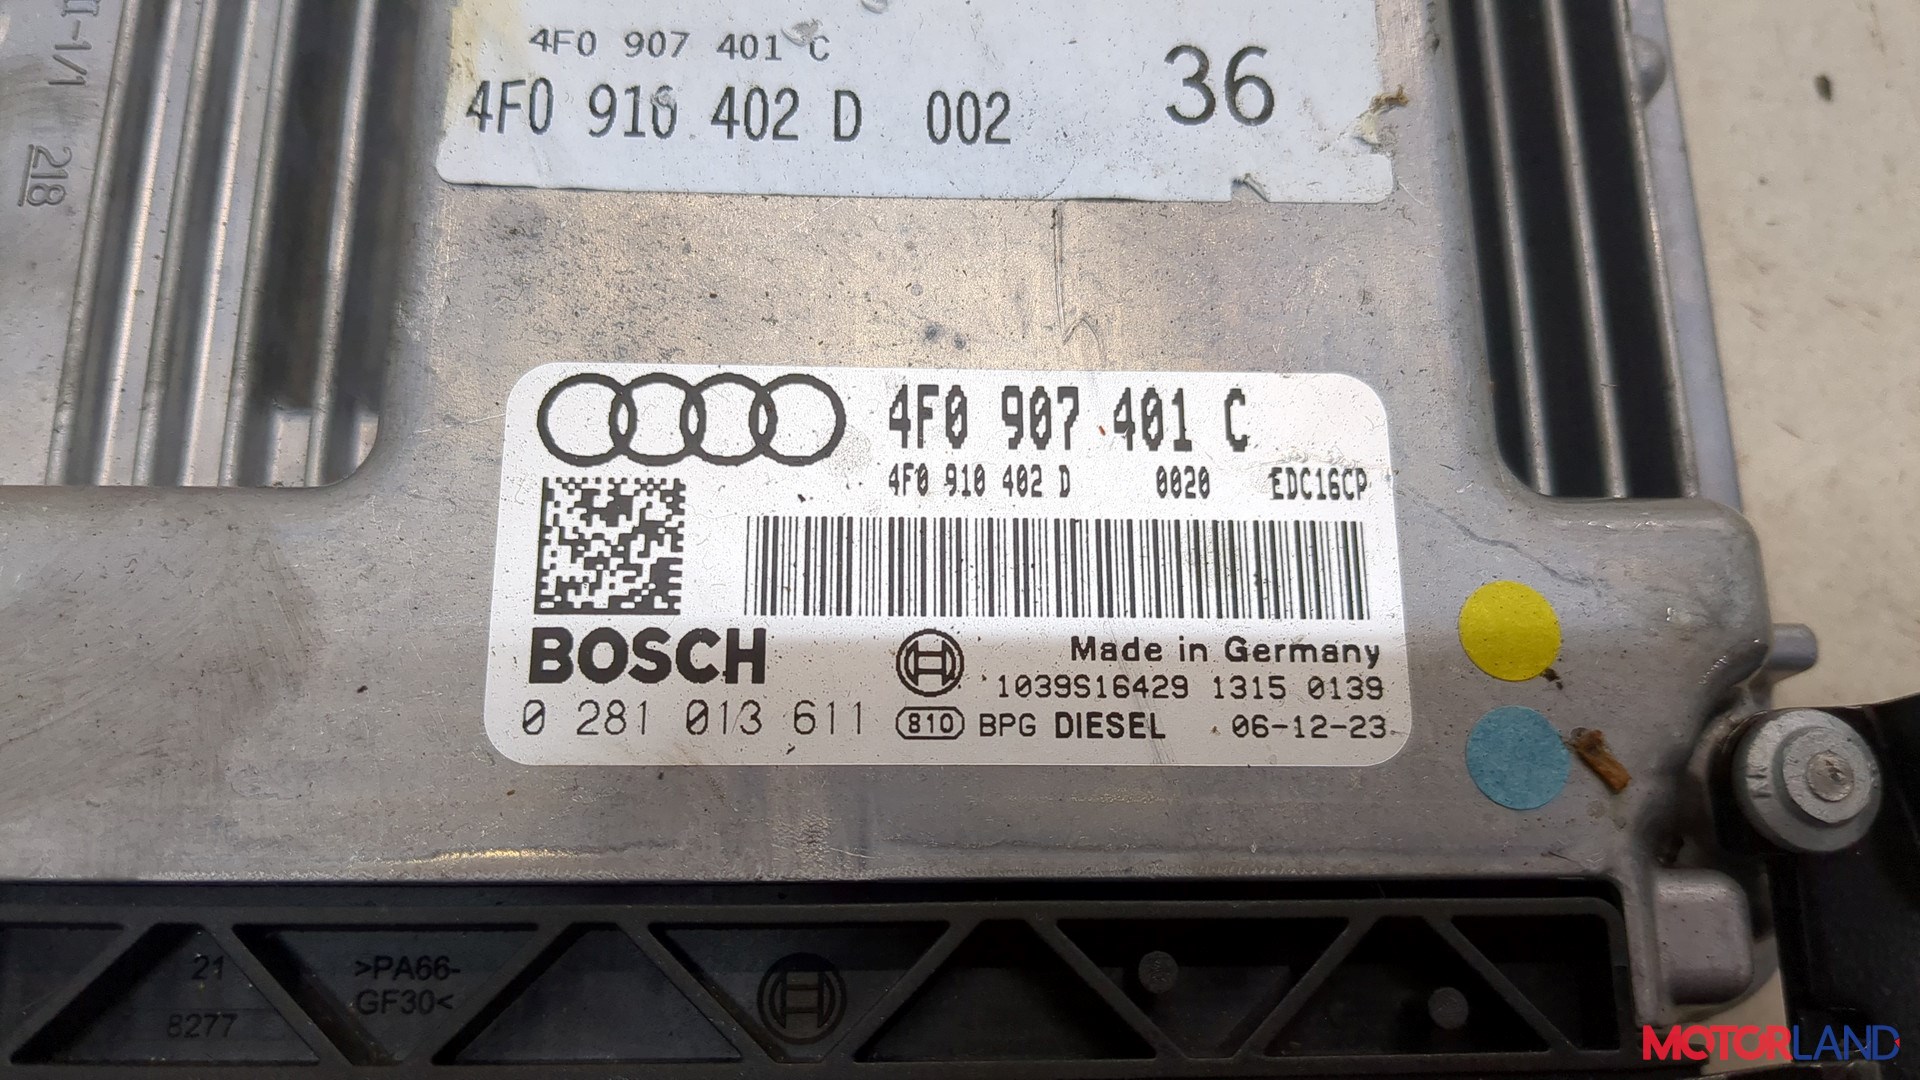 4F0 907 401 C
4F0 910 402 D 002
36
218
4F0 907 401 C
4F0 910 402 D 0020 EDC16CP
BOSCH
Made in Germany
1039S16429 1315 0139
0 281 013 611
810 BPG DIESEL 06-12-23
21
8277
>PA66-
GF30<
MOTORLAND